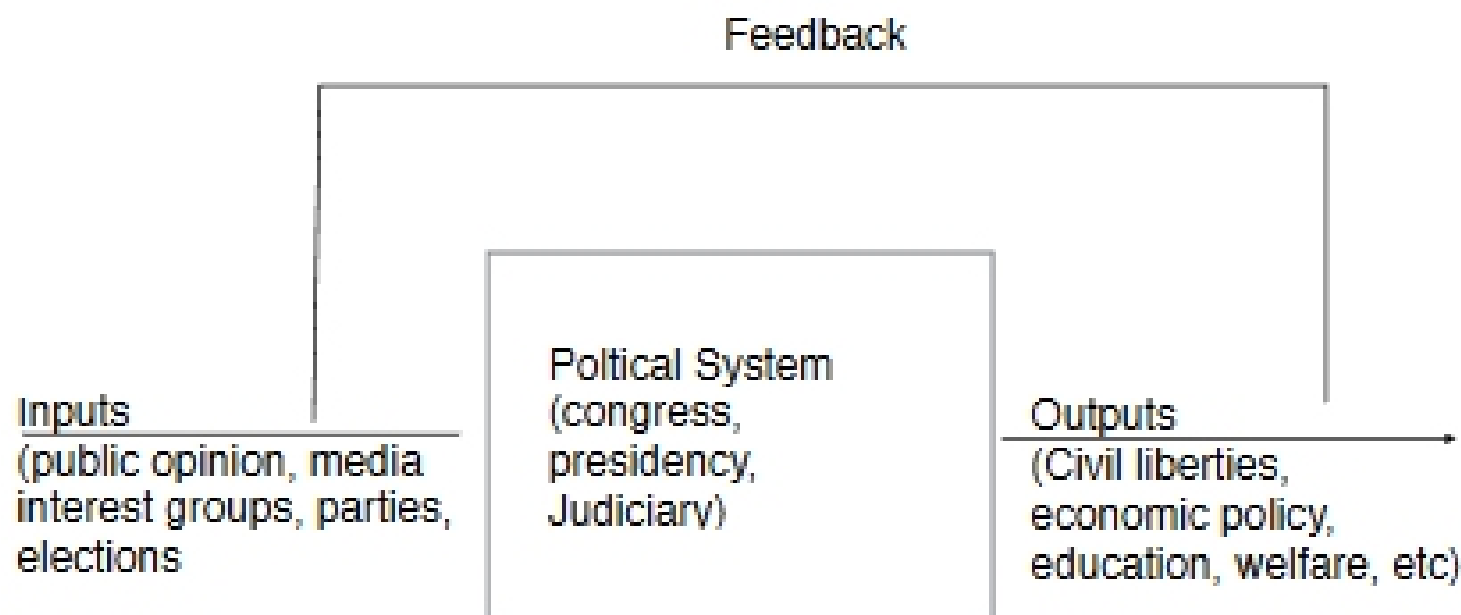 Feedback
Poltical System
(congress,
presidency,
Judiciary)
Inputs
(public opinion, media
interest groups, parties,
elections
Outputs
(Civil liberties,
economic policy,
education, welfare, etc)